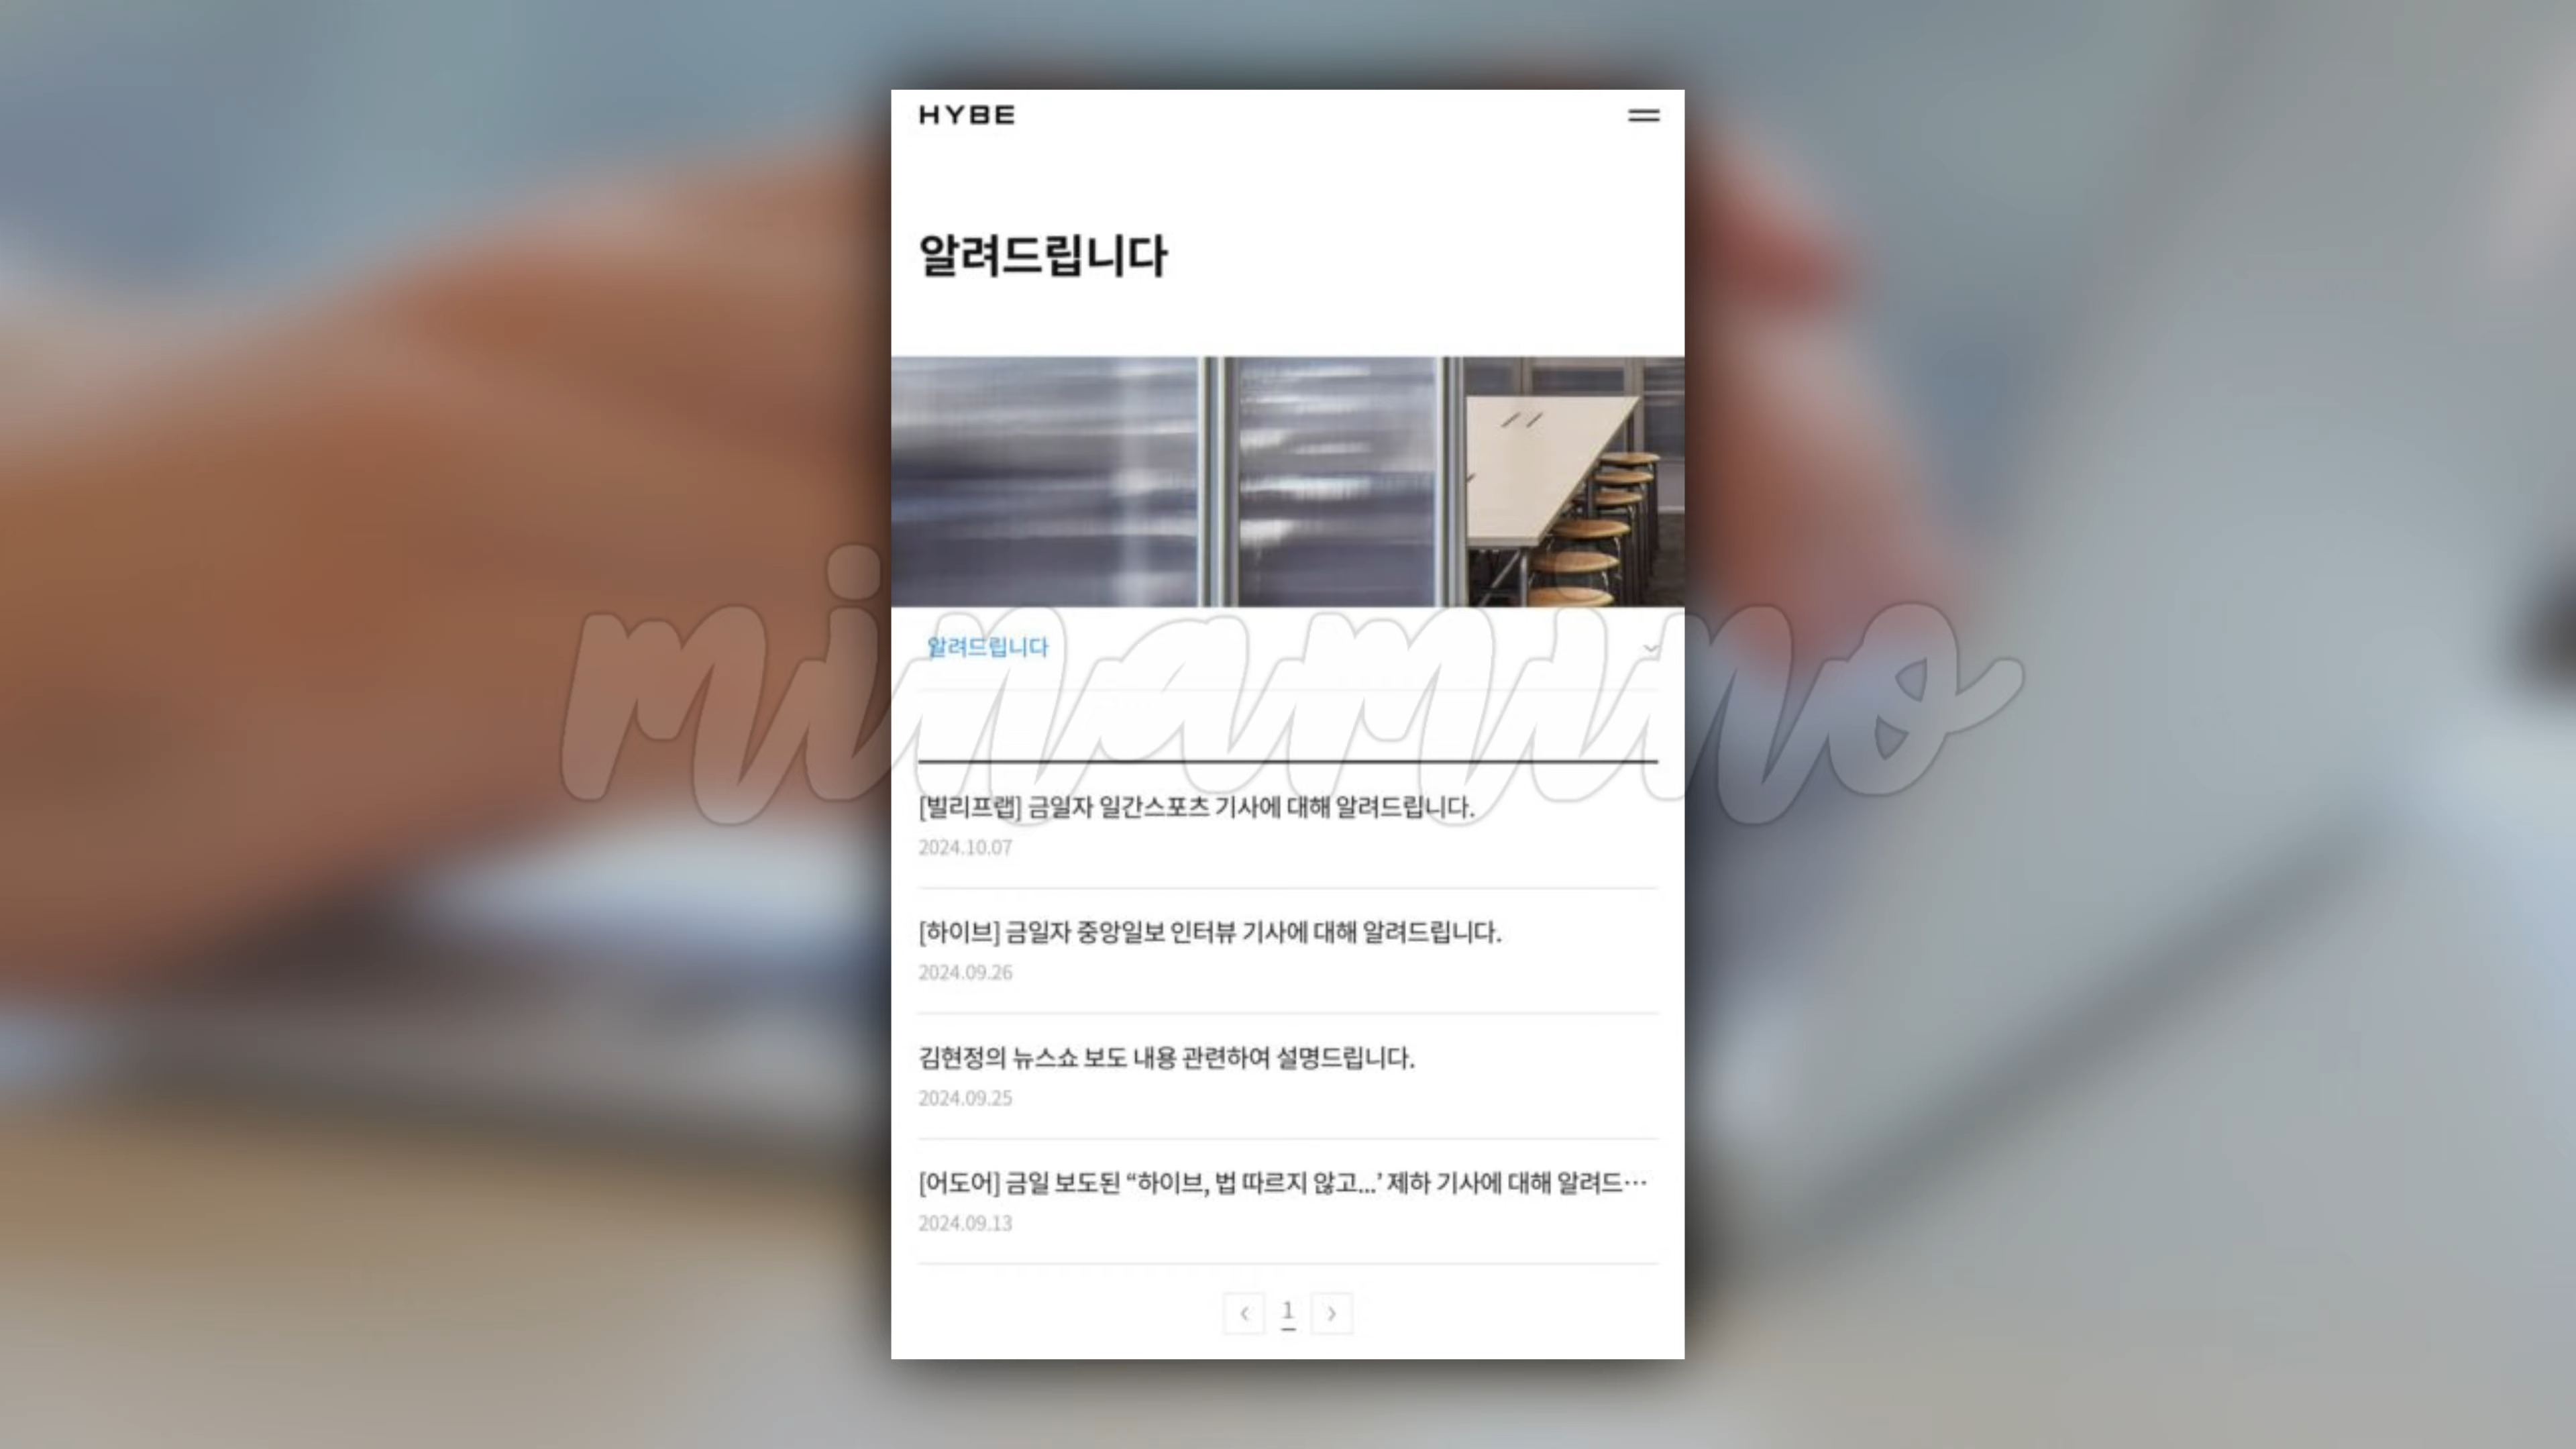 HYBE
알려드립니다
알려드립니다
minamino
[빌리프랩] 금일자 일간스포츠 기사에 대해 알려드립니다.
2024.10.07
[하이브] 금일자 중앙일보 인터뷰 기사에 대해 알려드립니다.
2024.09.26
김현정의 뉴스쇼 보도 내용 관련하여 설명드립니다.
2024.09.25
[어도어] 금일 보도된 “하이브, 법 따르지 않고...’ 제하 기사에 대해 알려드…
2024.09.13
1